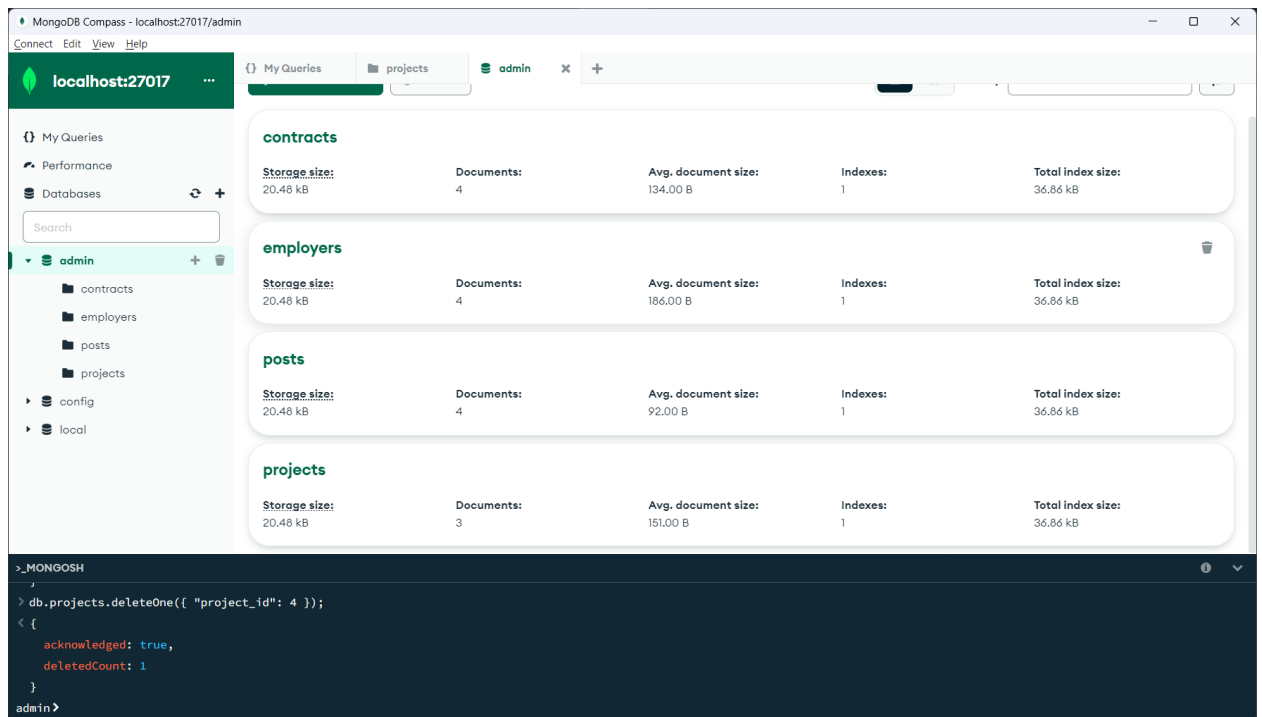 MongoDB Compass - localhost:27017/admin
Connect Edit View Help
localhost:27017 ...
{} My Queries
projects
admin
{} My Queries
Performance
Databases
Search
admin
contracts
employers
posts
projects
config
local
contracts
Storage size: Documents: Avg. document size: Indexes: Total index size:
20.48 kB 4 134.00 B 1 36.86 kB
employers
Storage size: Documents: Avg. document size: Indexes: Total index size:
20.48 kB 4 186.00 B 1 36.86 kB
posts
Storage size: Documents: Avg. document size: Indexes: Total index size:
20.48 kB 4 92.00 B 1 36.86 kB
projects
Storage size: Documents: Avg. document size: Indexes: Total index size:
20.48 kB 3 151.00 B 1 36.86 kB
>_MONGOSH
}
> db.projects.deleteOne({ "project_id": 4 });
< {
acknowledged: true,
deletedCount: 1
}
admin>